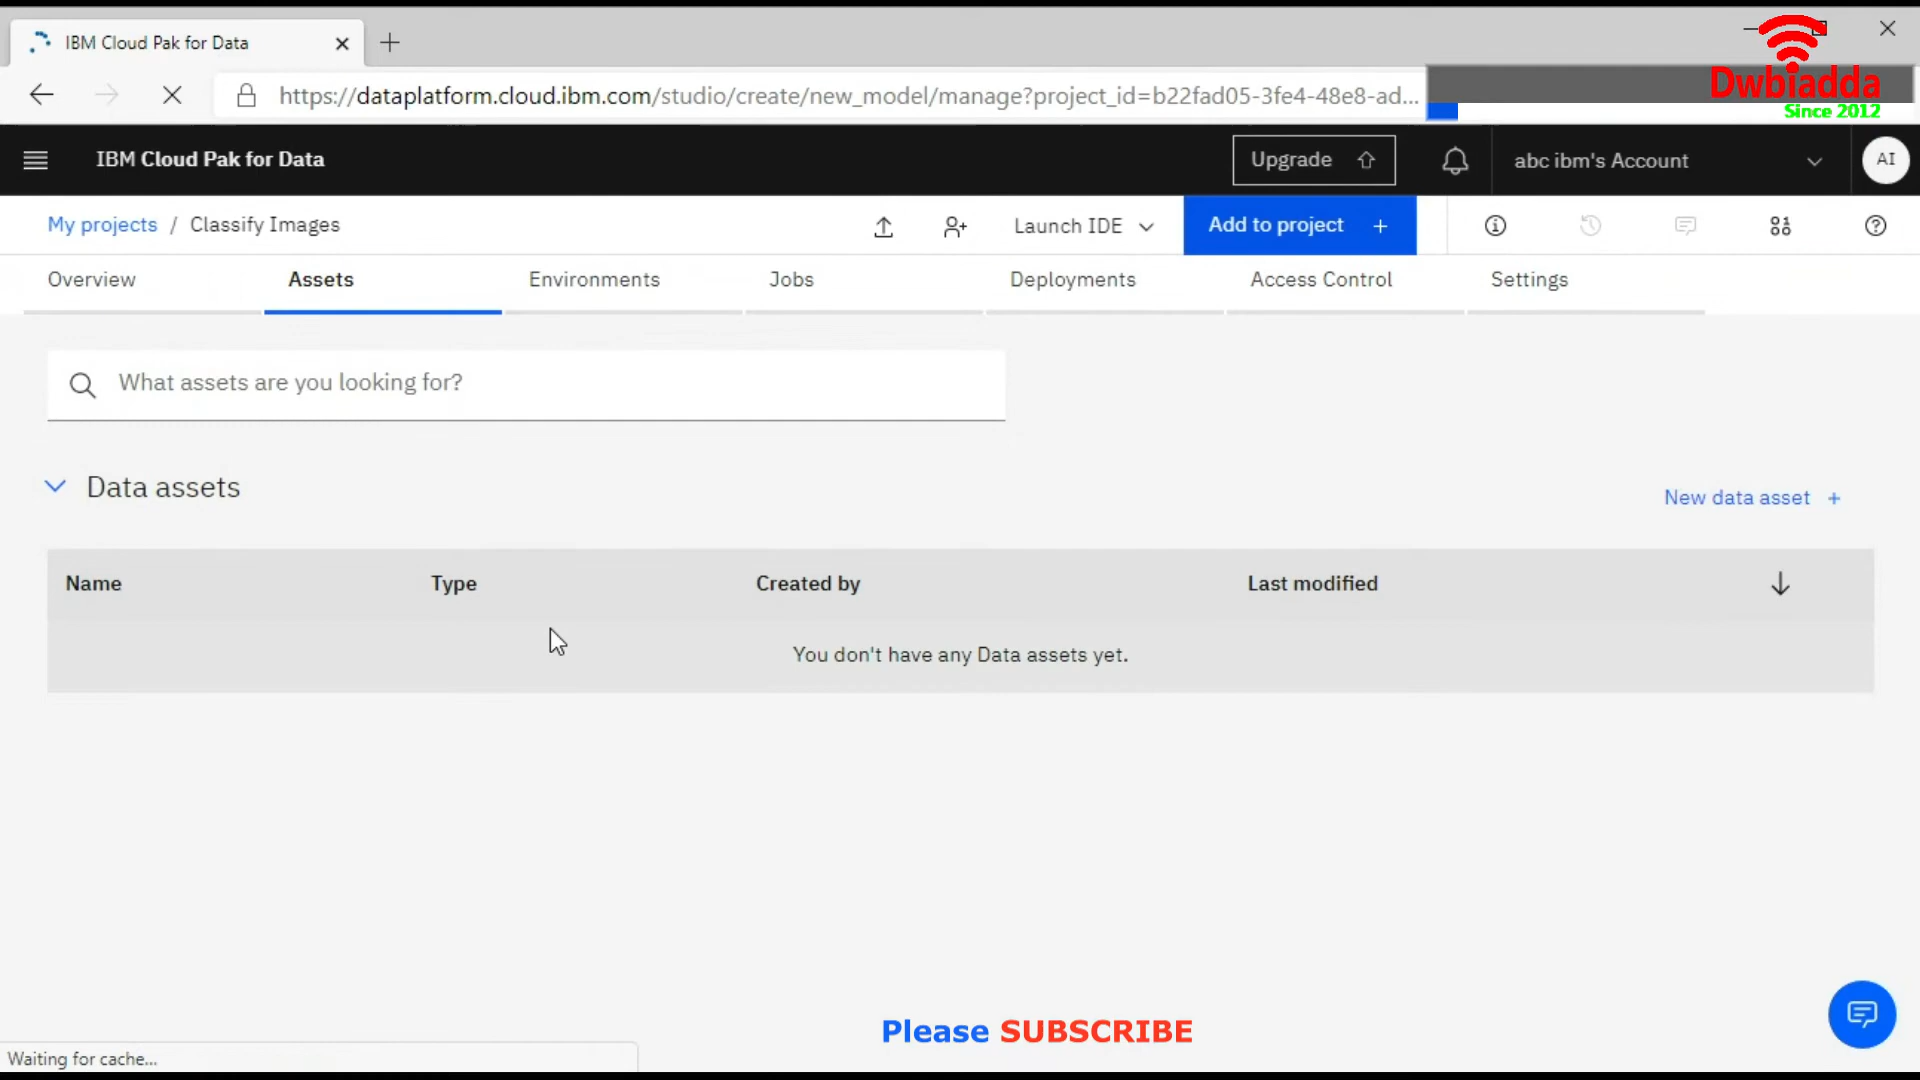 IBM Cloud Pak for Data
https://dataplatform.cloud.ibm.com/studio/create/new_model/manage?project_id=b22fad05-3fe4-48e8-ad...
Dwbiadda
Since 2012
IBM Cloud Pak for Data
Upgrade
abc ibm's Account
AI
My projects / Classify Images
Launch IDE
Add to project +
Overview
Assets
Environments
Jobs
Deployments
Access Control
Settings
What assets are you looking for?
Data assets
New data asset +
Name Type Created by Last modified
You don't have any Data assets yet.
Please SUBSCRIBE
Waiting for cache...